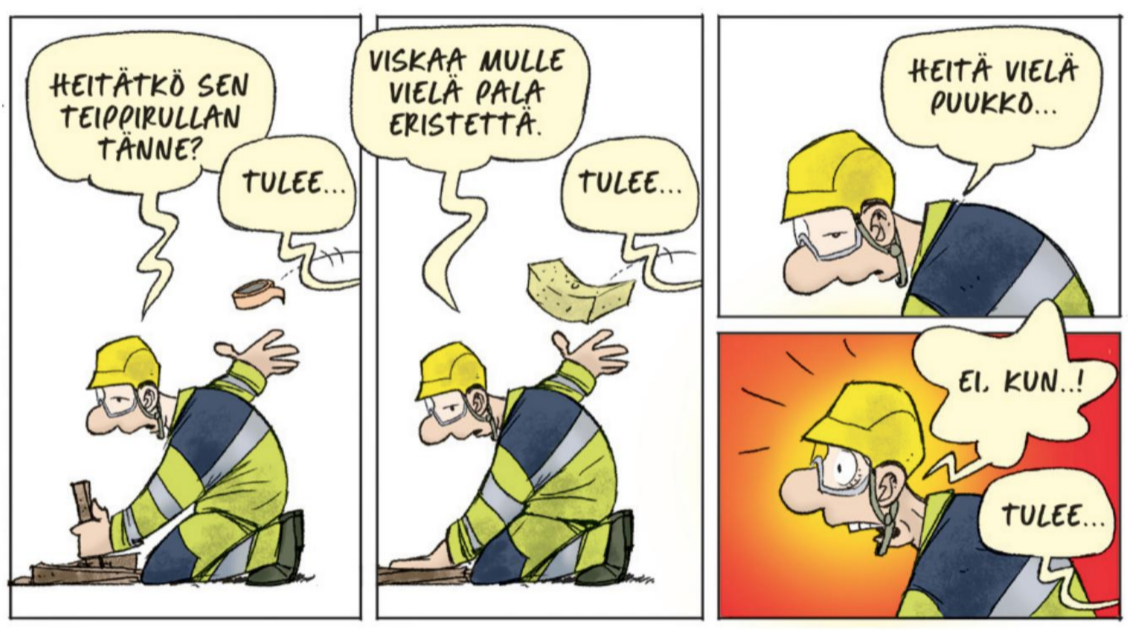 HEITÄTKÖ SEN
TEIPPIRULLAN
TÄNNE?
TULEE...
VISKAA MULLE
VIELÄ PALA
ERISTETTÄ.
TULEE...
HEITÄ VIELÄ
PUUKKO...
EI, KUN..!
TULEE...